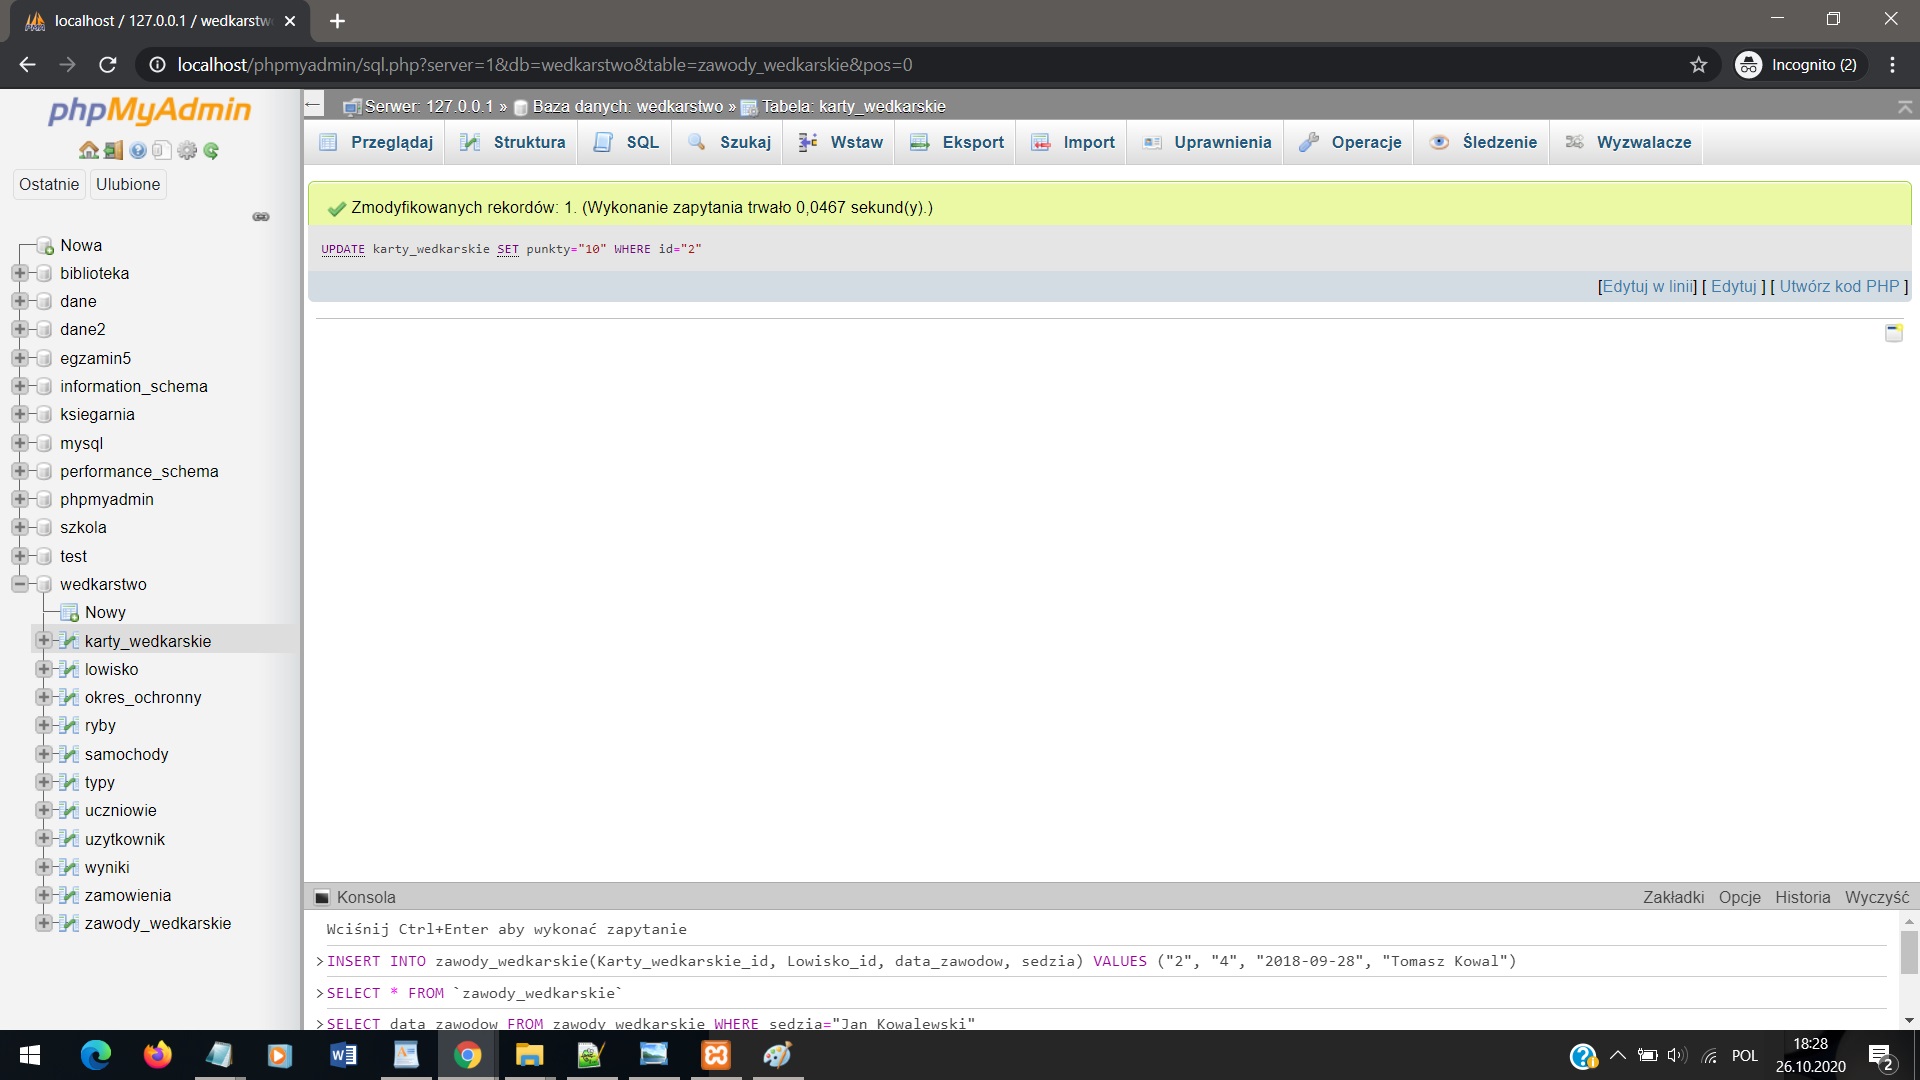 localhost / 127.0.0.1 / wedkarstw
localhost/phpmyadmin/sql.php?server=1&db=wedkarstwo&table=zawody_wedkarskie&pos=0
Incognito (2)
phpMyAdmin
Serwer: 127.0.0.1 » Baza danych: wedkarstwo » Tabela: karty_wedkarskie
Przeglądaj Struktura SQL Szukaj Wstaw Eksport Import Uprawnienia Operacje Śledzenie Wyzwalacze
Ostatnie Ulubione
Nowa
biblioteka
dane
dane2
egzamin5
information_schema
ksiegarnia
mysql
performance_schema
phpmyadmin
szkola
test
wedkarstwo
Nowy
karty_wedkarskie
lowisko
okres_ochronny
ryby
samochody
typy
uczniowie
uzytkownik
wyniki
zamowienia
zawody_wedkarskie
Zmodyfikowanych rekordów: 1. (Wykonanie zapytania trwało 0,0467 sekund(y).)
UPDATE karty_wedkarskie SET punkty="10" WHERE id="2"
[Edytuj w linii] [ Edytuj ] [ Utwórz kod PHP ]
Konsola
Zakładki Opcje Historia Wyczyść
Wciśnij Ctrl+Enter aby wykonać zapytanie
>INSERT INTO zawody_wedkarskie(Karty_wedkarskie_id, Lowisko_id, data_zawodow, sedzia) VALUES ("2", "4", "2018-09-28", "Tomasz Kowal")
>SELECT * FROM `zawody_wedkarskie`
>SELECT data_zawodow FROM zawody_wedkarskie WHERE sedzia="Jan Kowalewski"
POL
18:28
26.10.2020
2